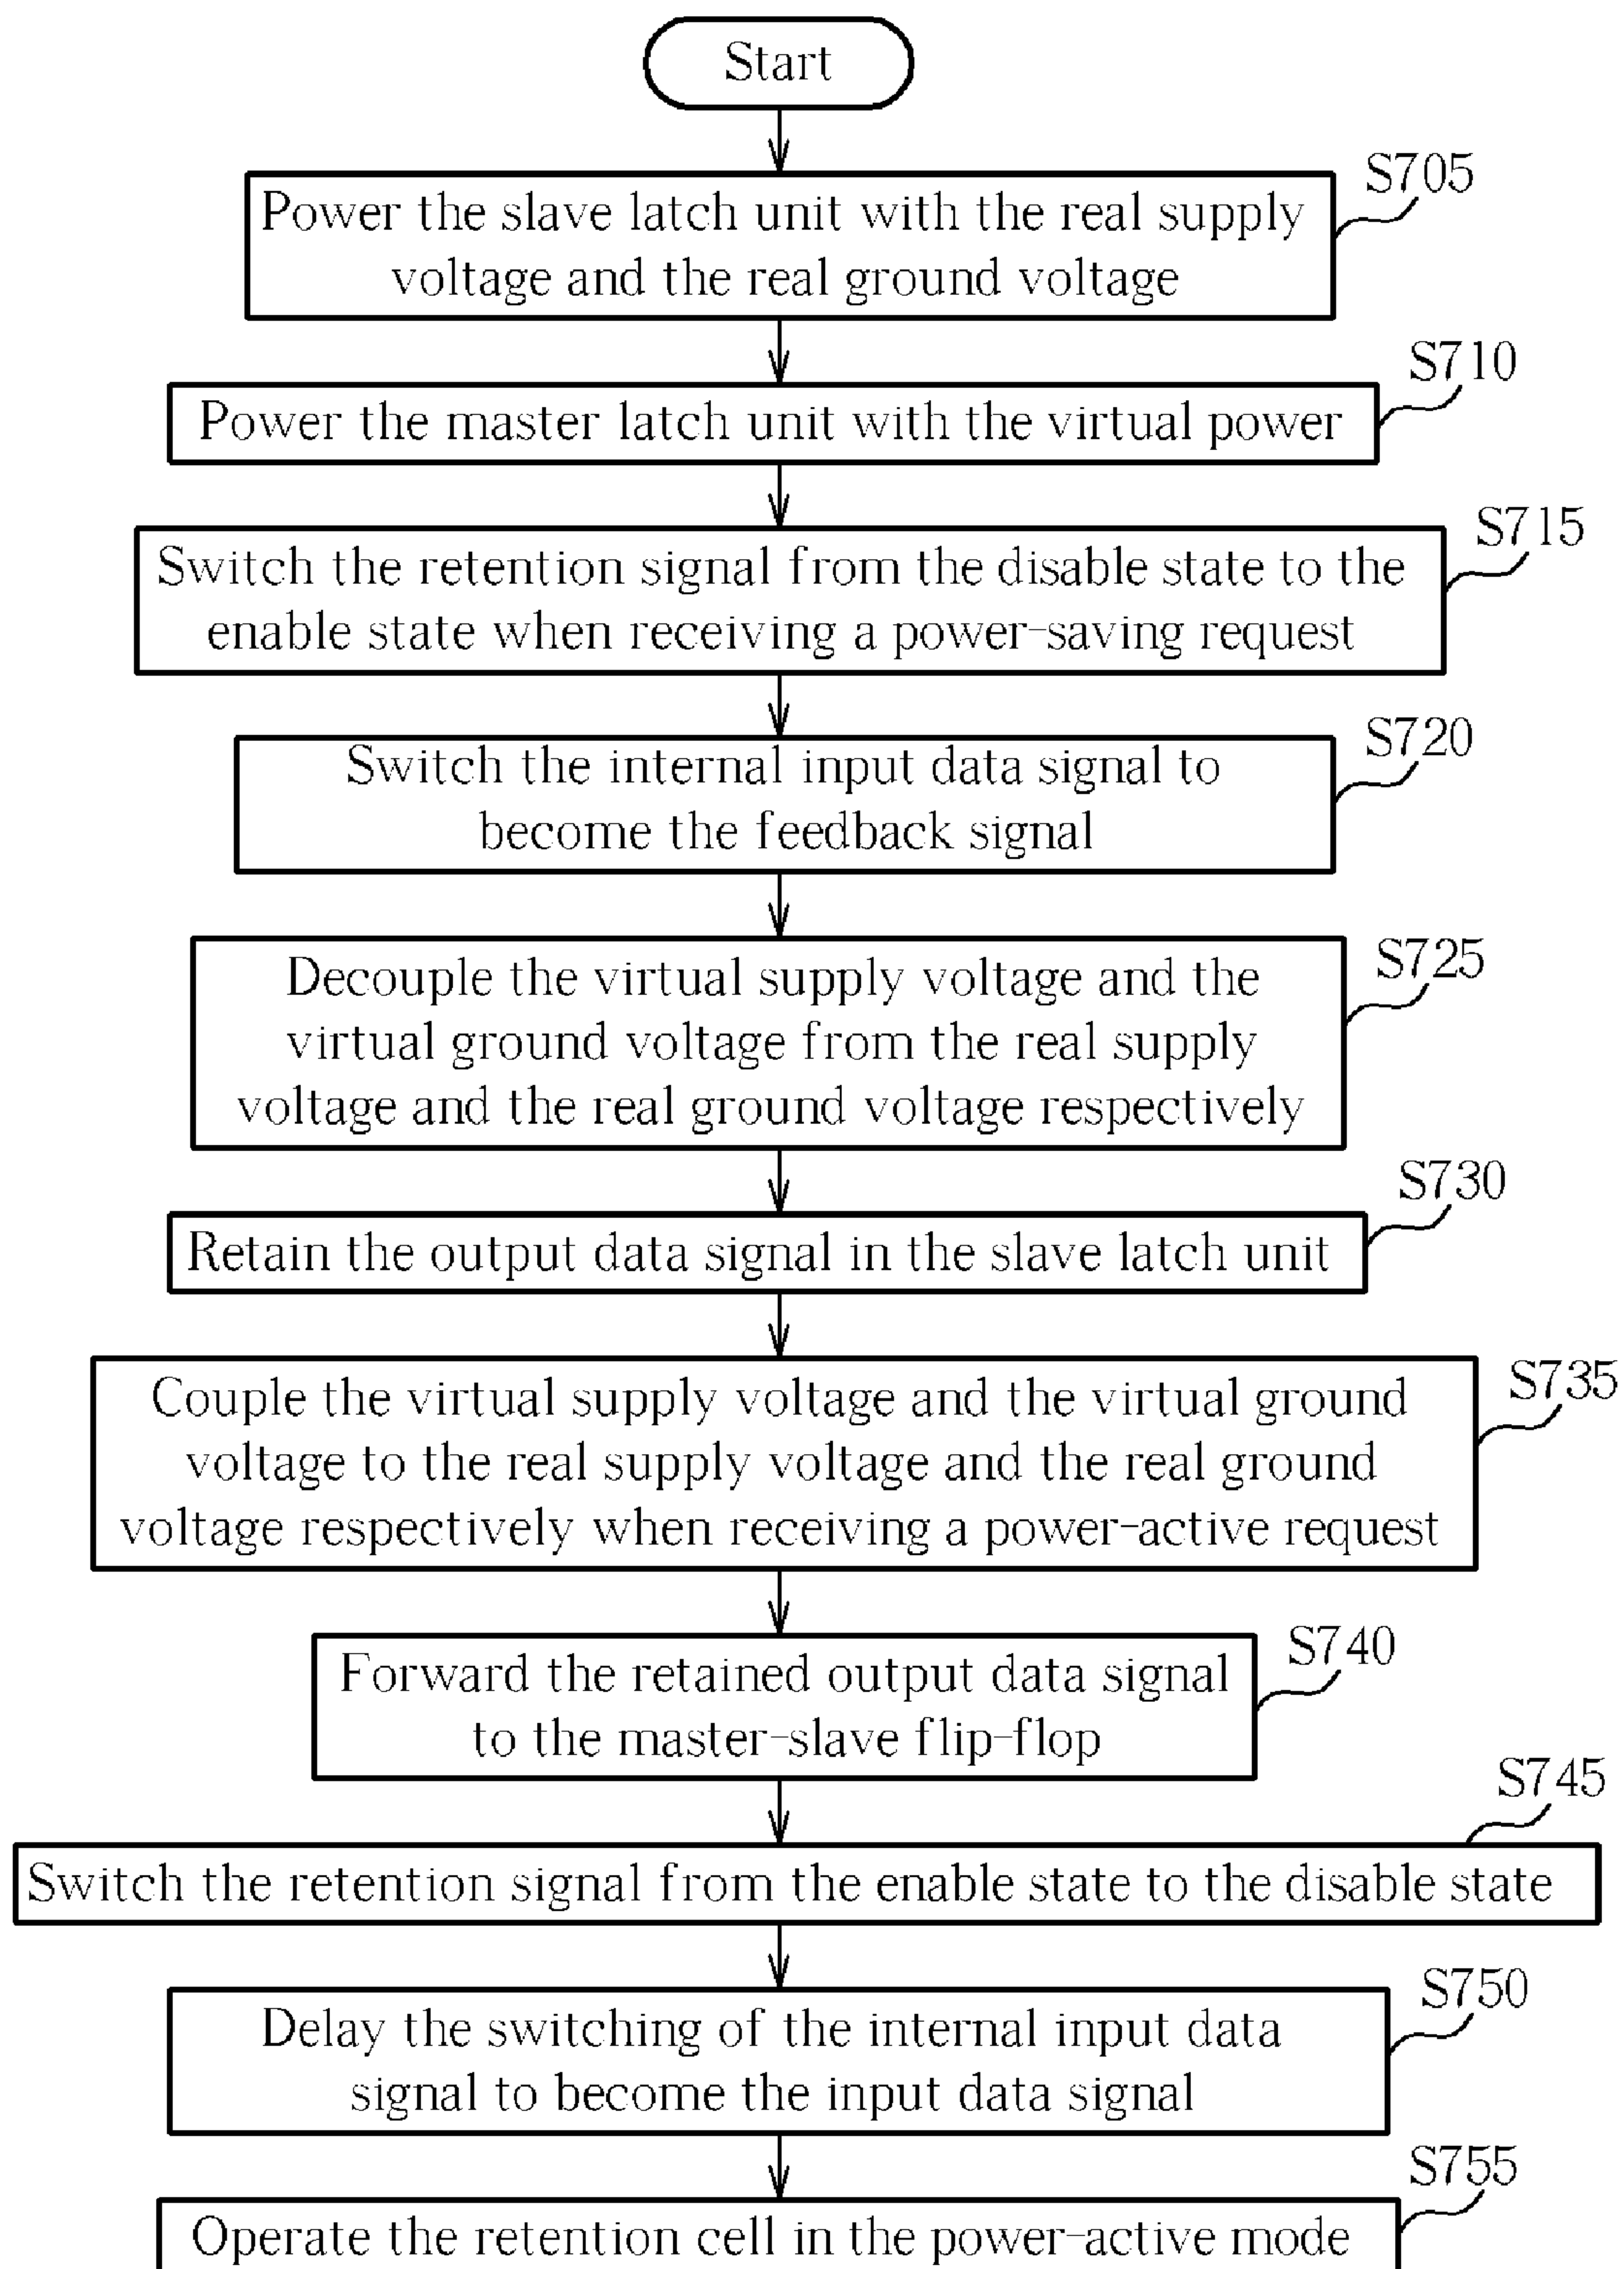 Start
S705
Power the slave latch unit with the real supply
voltage and the real ground voltage
S710
Power the master latch unit with the virtual power
S715
Switch the retention signal from the disable state to the
enable state when receiving a power-saving request
S720
Switch the internal input data signal to
become the feedback signal
S725
Decouple the virtual supply voltage and the
virtual ground voltage from the real supply
voltage and the real ground voltage respectively
S730
Retain the output data signal in the slave latch unit
S735
Couple the virtual supply voltage and the virtual ground
voltage to the real supply voltage and the real ground
voltage respectively when receiving a power-active request
S740
Forward the retained output data signal
to the master-slave flip-flop
S745
Switch the retention signal from the enable state to the disable state
S750
Delay the switching of the internal input data
signal to become the input data signal
S755
Operate the retention cell in the power-active mode